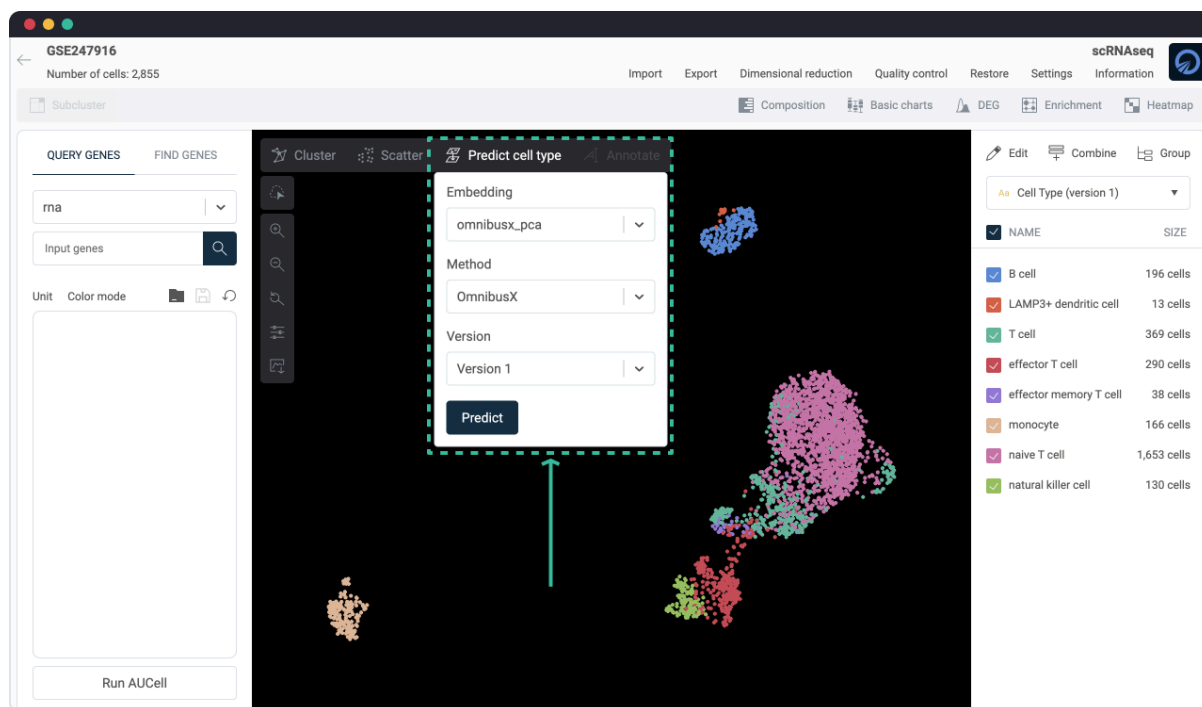 GSE247916
scRNAseq
Number of cells: 2,855
Import Export Dimensional reduction Quality control Restore Settings Information
Subcluster
Composition Basic charts DEG Enrichment Heatmap
QUERY GENES FIND GENES
rna
Input genes
Unit Color mode
Run AUCell
Cluster Scatter Predict cell type Annotate
Embedding
omnibusx_pca
Method
OmnibusX
Version
Version 1
Predict
Edit Combine Group
Aa Cell Type (version 1)
NAME SIZE
B cell 196 cells
LAMP3+ dendritic cell 13 cells
T cell 369 cells
effector T cell 290 cells
effector memory T cell 38 cells
monocyte 166 cells
naive T cell 1,653 cells
natural killer cell 130 cells